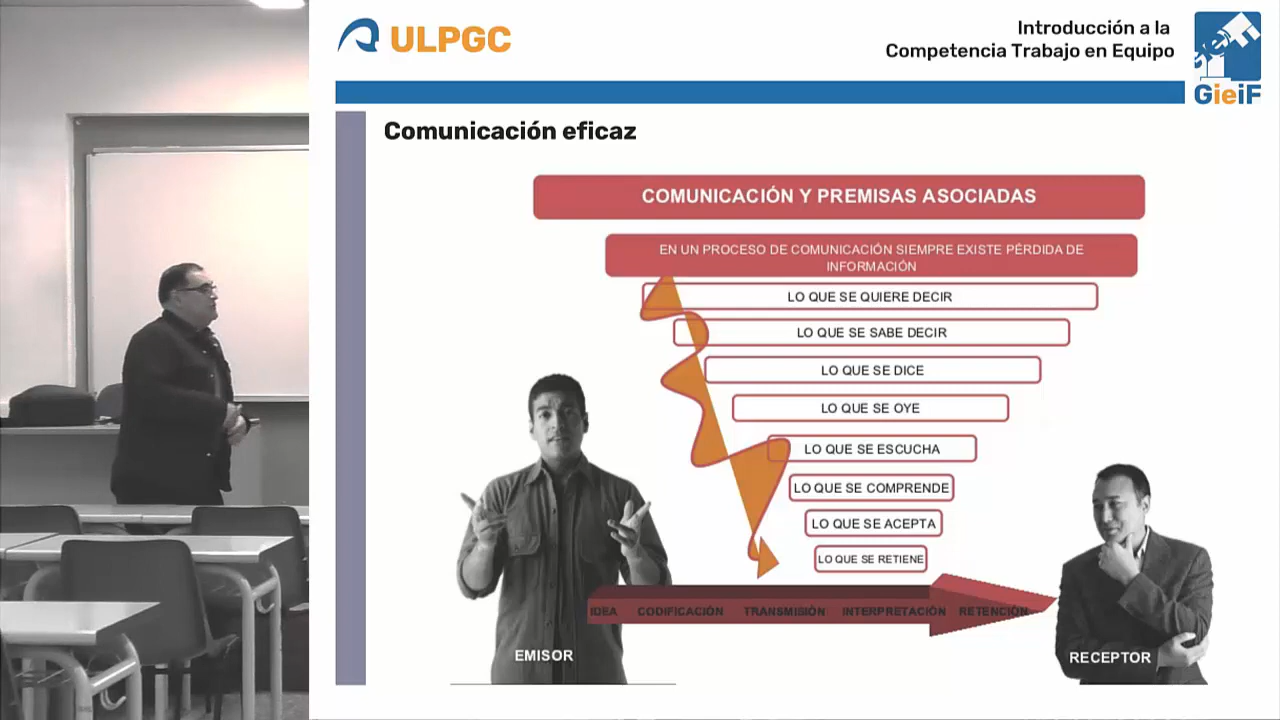 ULPGC
Introducción a la
Competencia Trabajo en Equipo
GieiF
Comunicación eficaz
COMUNICACIÓN Y PREMISAS ASOCIADAS
EN UN PROCESO DE COMUNICACIÓN SIEMPRE EXISTE PÉRDIDA DE
INFORMACIÓN
LO QUE SE QUIERE DECIR
LO QUE SE SABE DECIR
LO QUE SE DICE
LO QUE SE OYE
LO QUE SE ESCUCHA
LO QUE SE COMPRENDE
LO QUE SE ACEPTA
LO QUE SE RETIENE
IDEA CODIFICACIÓN TRANSMISIÓN INTERPRETACIÓN RETENCIÓN
EMISOR
RECEPTOR